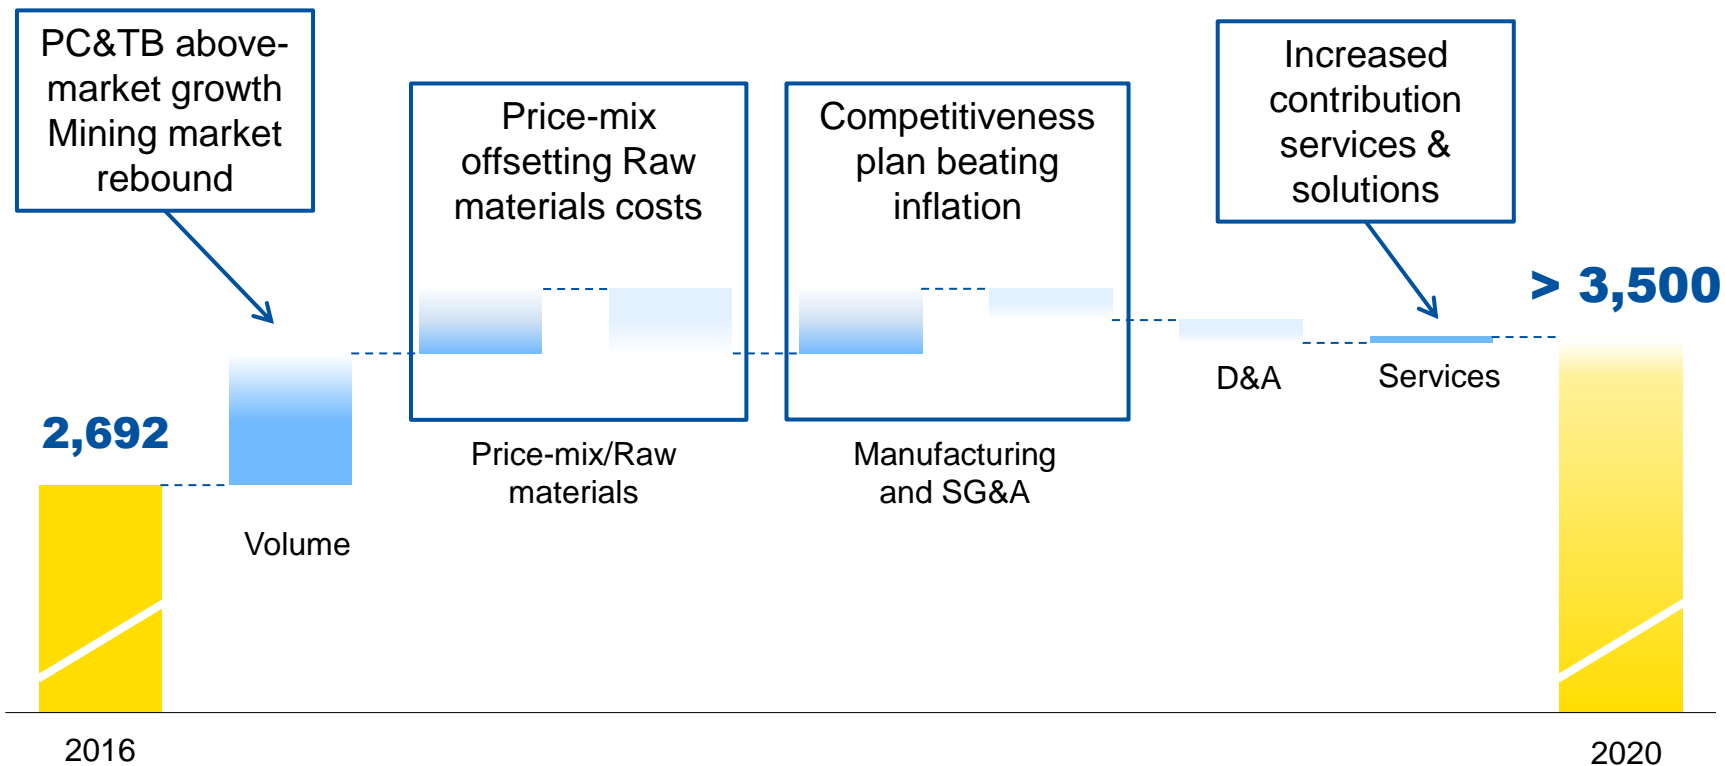 PC&TB above-
market growth
Mining market
rebound
Price-mix
offsetting Raw
materials costs
Competitiveness
plan beating
inflation
Increased
contribution
services &
solutions
> 3,500
2,692
D&A
Services
Price-mix/Raw
materials
Manufacturing
and SG&A
Volume
2016
2020